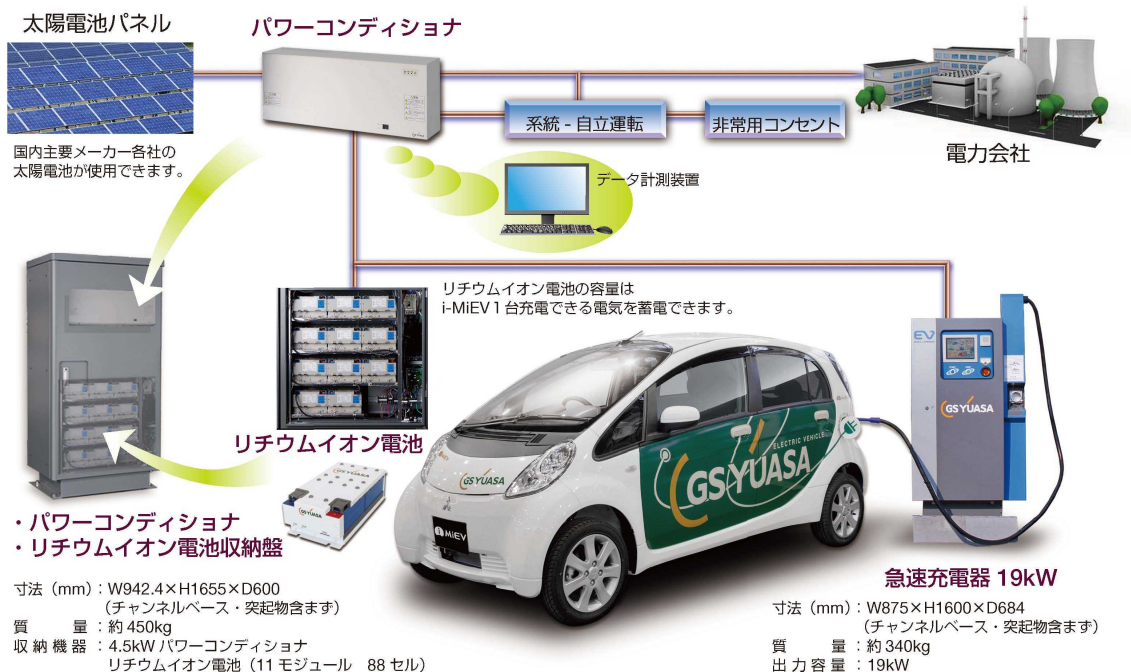 太陽電池パネル
パワーコンディショナ
系統 - 自立運転
非常用コンセント
電力会社
国内主要メーカー各社の
太陽電池が使用できます。
データ計測装置
リチウムイオン電池の容量は
i-MiEV 1 台充電できる電気を蓄電できます。
EV
GS YUASA
リチウムイオン電池
GS YUASA
GS YUASA
ELECTRIC VEHICLE
GS YUASA
i MiEV
・パワーコンディショナ
・リチウムイオン電池収納盤
寸法（mm）：W942.4×H1655×D600
（チャンネルベース・突起物含まず）
質　　量：約 450kg
収納機器：4.5kW パワーコンディショナ
リチウムイオン電池（11 モジュール　88 セル）
急速充電器 19kW
寸法（mm）：W875×H1600×D684
（チャンネルベース・突起物含まず）
質　　量：約 340kg
出力容量：19kW